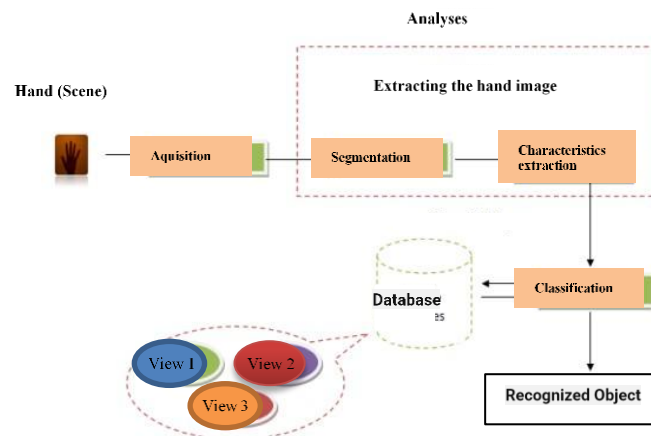 Analyses
Extracting the hand image
Hand (Scene)
Aquisition
Segmentation
Characteristics
extraction
Database
es
Classification
View 1
View 2
View 3
Recognized Object